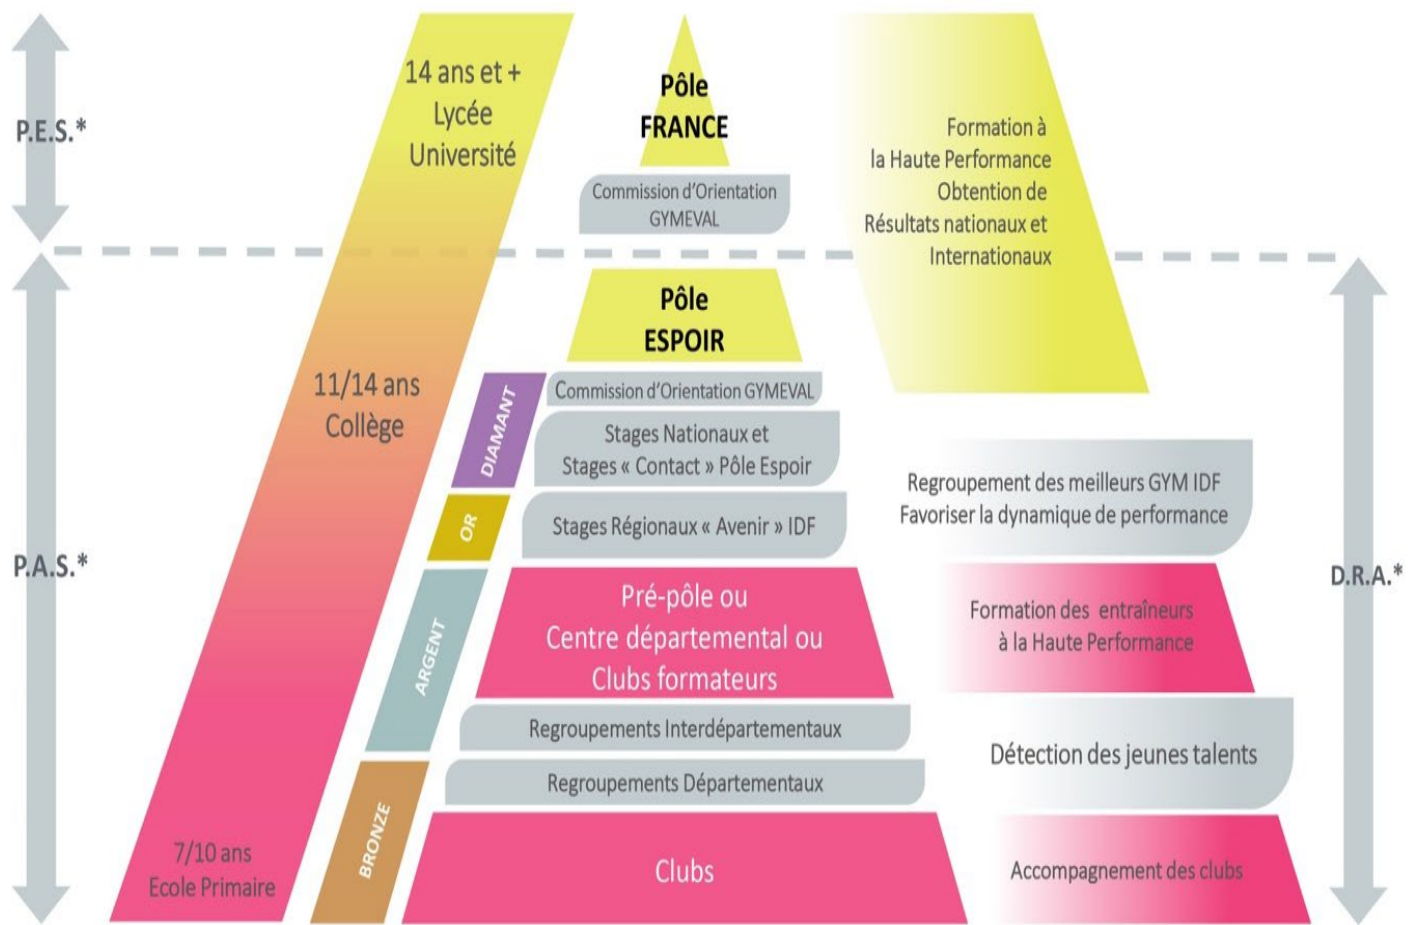 P.E.S.*
14 ans et +
Lycée
Université
Pôle
FRANCE
Commission d'Orientation
GYMEVAL
Formation à
la Haute Performance
Obtention de
Résultats nationaux et
Internationaux
P.A.S.*
11/14 ans
Collège
7/10 ans
Ecole Primaire
DIAMANT
OR
ARGENT
BRONZE
Pôle
ESPOIR
Commission d'Orientation GYMEVAL
Stages Nationaux et
Stages « Contact » Pôle Espoir
Stages Régionaux « Avenir » IDF
Pré-pôle ou
Centre départemental ou
Clubs formateurs
Regroupements Interdépartementaux
Regroupements Départementaux
Clubs
Regroupement des meilleurs GYM IDF
Favoriser la dynamique de performance
Formation des entraîneurs
à la Haute Performance
Détection des jeunes talents
Accompagnement des clubs
D.R.A.*